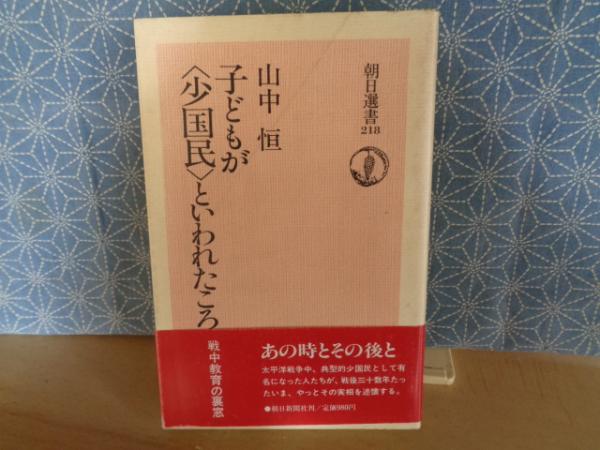 朝日選書
218
山中 恒
子どもが
〈少国民〉といわれたころ
戦中教育の裏窓
あの時とその後と
太平洋戦争中、典型的少国民として有
名になった人たちが、戦後三十数年たっ
たいま、やっとその実相を述懐する。
●朝日新聞社刊/定価980円